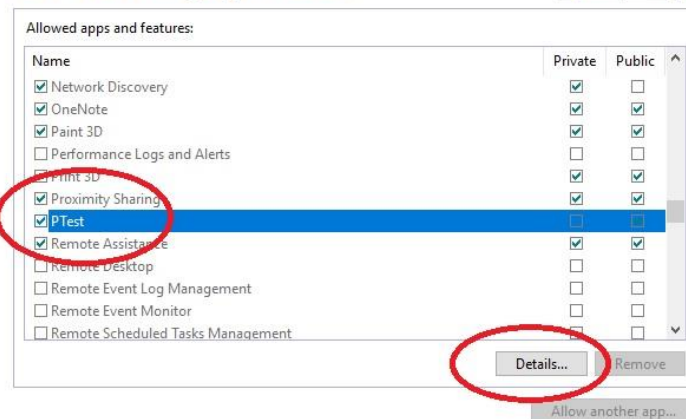 Allowed apps and features:
Name Private Public
Network Discovery
OneNote
Paint 3D
Performance Logs and Alerts
Print 3D
Proximity Sharing
PTest
Remote Assistance
Remote Desktop
Remote Event Log Management
Remote Event Monitor
Remote Scheduled Tasks Management
Details... Remove
Allow another app...